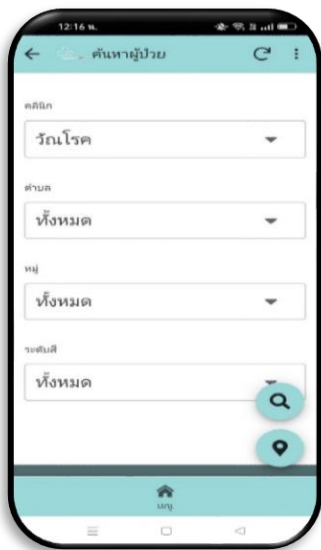 12:16 น.
ค้นหาผู้ป่วย
คลินิก
วัณโรค
ตำบล
ทั้งหมด
หมู่
ทั้งหมด
ระดับสี
ทั้งหมด
เมนู